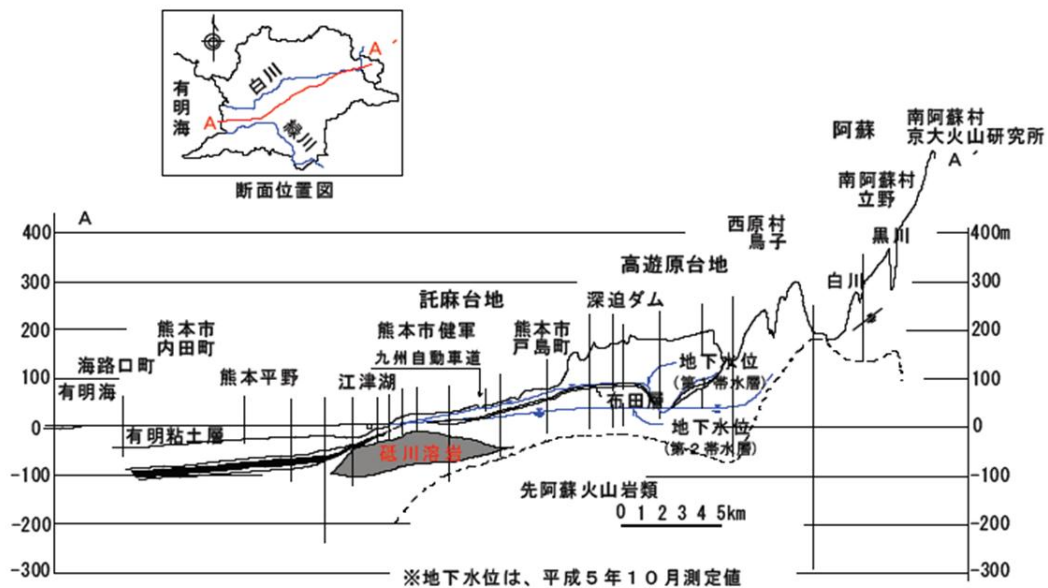 白川
緑川
有明海
A
A ′
断面位置図
南阿蘇村
京大火山研究所
A ′
阿蘇
南阿蘇村
立野
黒川
白川
西原村
鳥子
高遊原台地
深迫ダム
託麻台地
熊本市健軍
九州自動車道
熊本市
戸島町
江津湖
熊本平野
熊本市
内田町
海路口町
有明海
有明粘土層
A
400
300
200
100
0
-100
-200
-300
400m
300
200
100
0
-100
-200
-300
地下水位
(第-1帯水層)
布田層
地下水位
(第-2帯水層)
砥川溶岩
先阿蘇火山岩類
0 1 2 3 4 5km
※地下水位は、平成5年10月測定値